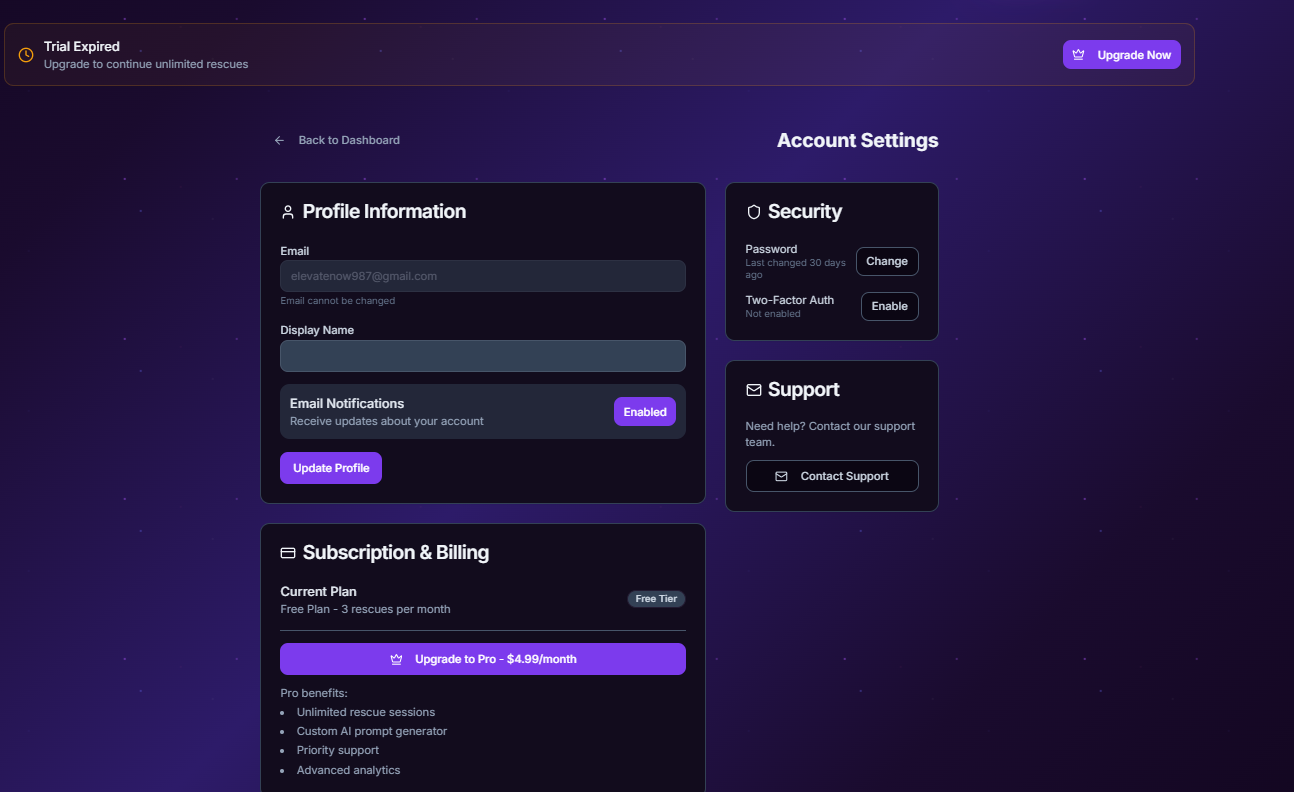 Trial Expired
Upgrade to continue unlimited rescues
Upgrade Now
Back to Dashboard
Account Settings
Profile Information
Email
elevatenow987@gmail.com
Email cannot be changed
Display Name
Email Notifications
Receive updates about your account
Enabled
Update Profile
Security
Password
Last changed 30 days
ago
Change
Two-Factor Auth
Not enabled
Enable
Support
Need help? Contact our support
team.
Contact Support
Subscription & Billing
Current Plan
Free Plan - 3 rescues per month
Free Tier
Upgrade to Pro - $4.99/month
Pro benefits:
Unlimited rescue sessions
Custom AI prompt generator
Priority support
Advanced analytics